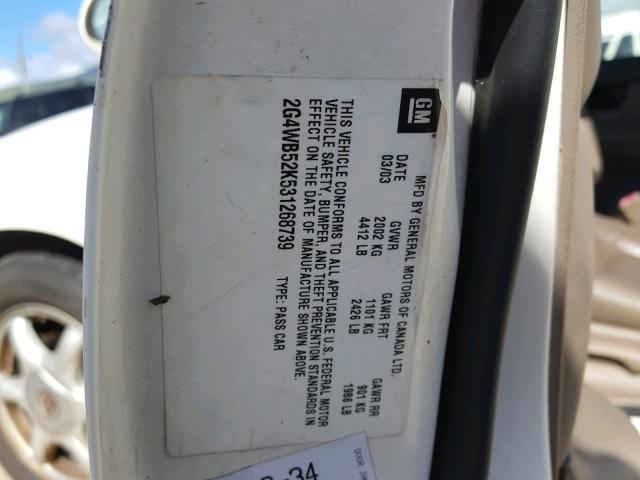 GM
MFD BY GENERAL MOTORS OF CANADA LTD.
DATE GVWR GAWR FRT GAWR RR
03/03 2002 KG 1101 KG 901 KG
4412 LB 2426 LB 1986 LB
THIS VEHICLE CONFORMS TO ALL APPLICABLE U.S. FEDERAL MOTOR
VEHICLE SAFETY, BUMPER, AND THEFT PREVENTION STANDARDS IN
EFFECT ON THE DATE OF MANUFACTURE SHOWN ABOVE.
2G4WB52K531268739 TYPE: PASS CAR
-34